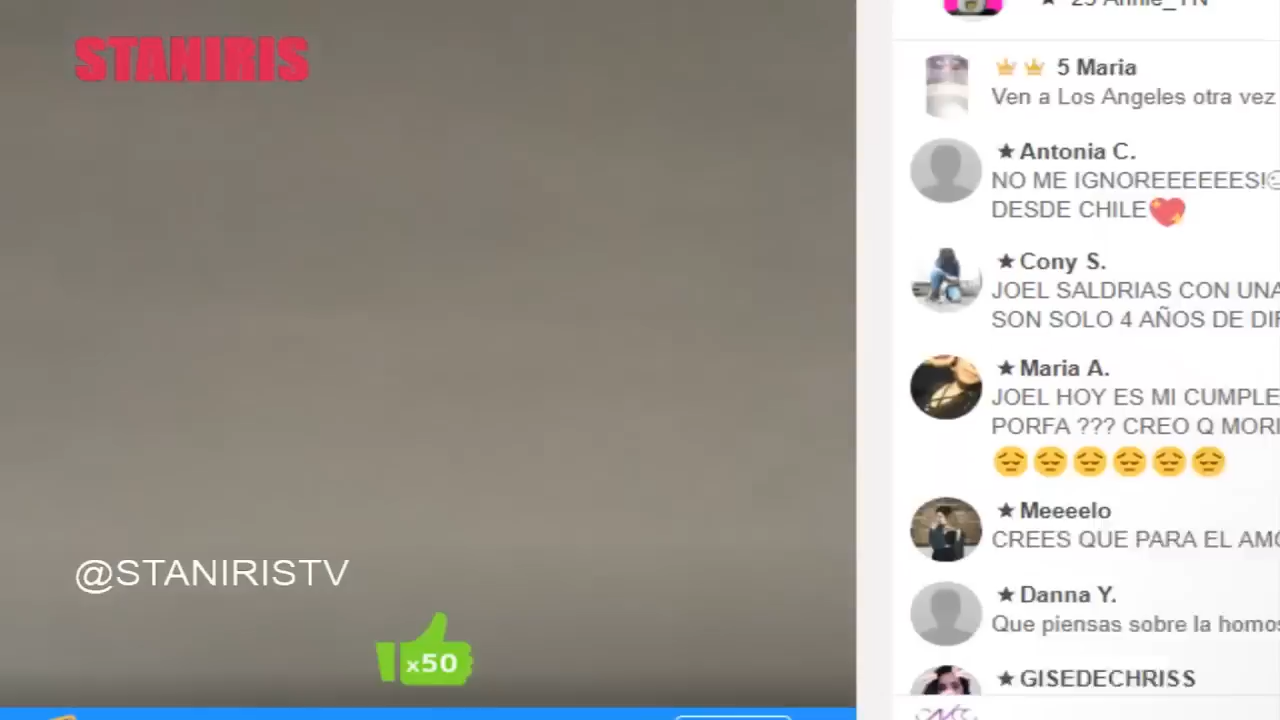 STANIRIS
@STANIRISTV
x50
5 Maria
Ven a Los Angeles otra vez
★ Antonia C.
NO ME IGNOREEEEEES!
DESDE CHILE
★ Cony S.
JOEL SALDRIAS CON UNA
SON SOLO 4 AÑOS DE
★ Maria A.
JOEL HOY ES MI CUMPLE
PORFA ??? CREO Q MORI
★ Meeeelo
CREES QUE PARA EL
★ Danna Y.
Que piensas sobre la
★ GISEDECHRISS